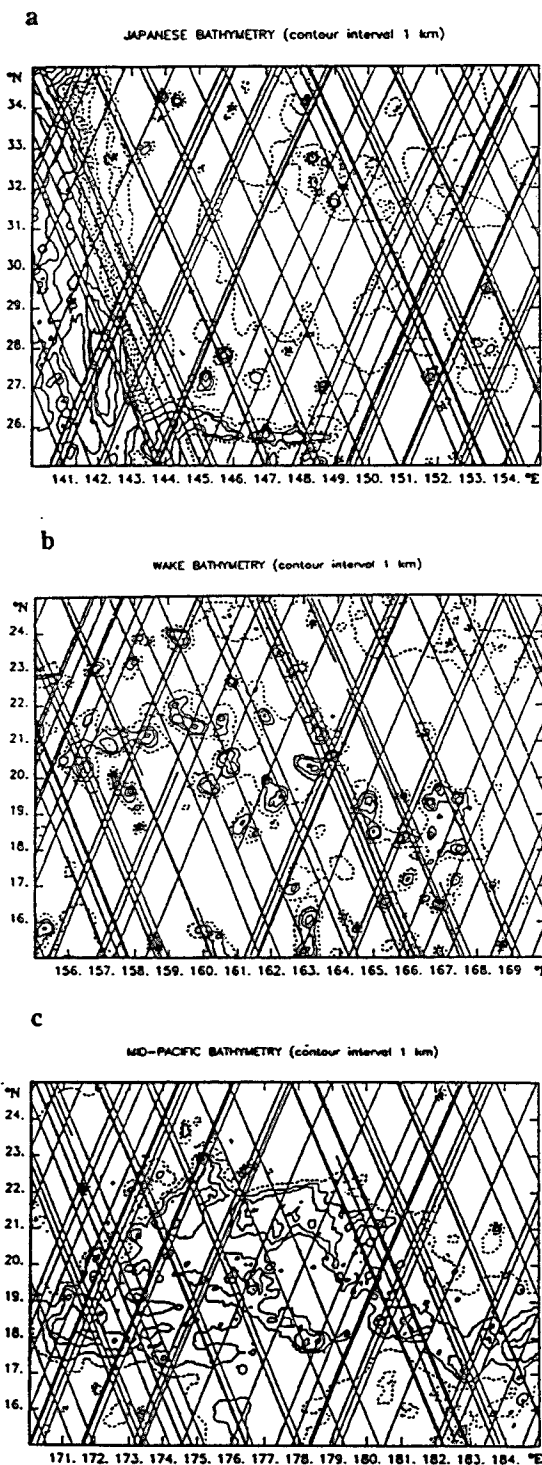 a
JAPANESE BATHYMETRY (contour interval 1 km)
°N
34.
33.
32.
31.
30.
29.
28.
27.
26.
141. 142. 143. 144. 145. 146. 147. 148. 149. 150. 151. 152. 153. 154. °E
b
WAKE BATHYMETRY (contour interval 1 km)
°N
24.
23.
22.
21.
20.
19.
18.
17.
16.
156. 157. 158. 159. 160. 161. 162. 163. 164. 165. 166. 167. 168. 169
c
MID-PACIFIC BATHYMETRY (contour interval 1 km)
°N
24.
23.
22.
21.
20.
19.
18.
17.
16.
171. 172. 173. 174. 175. 176. 177. 178. 179. 180. 181. 182. 183. 184. °E